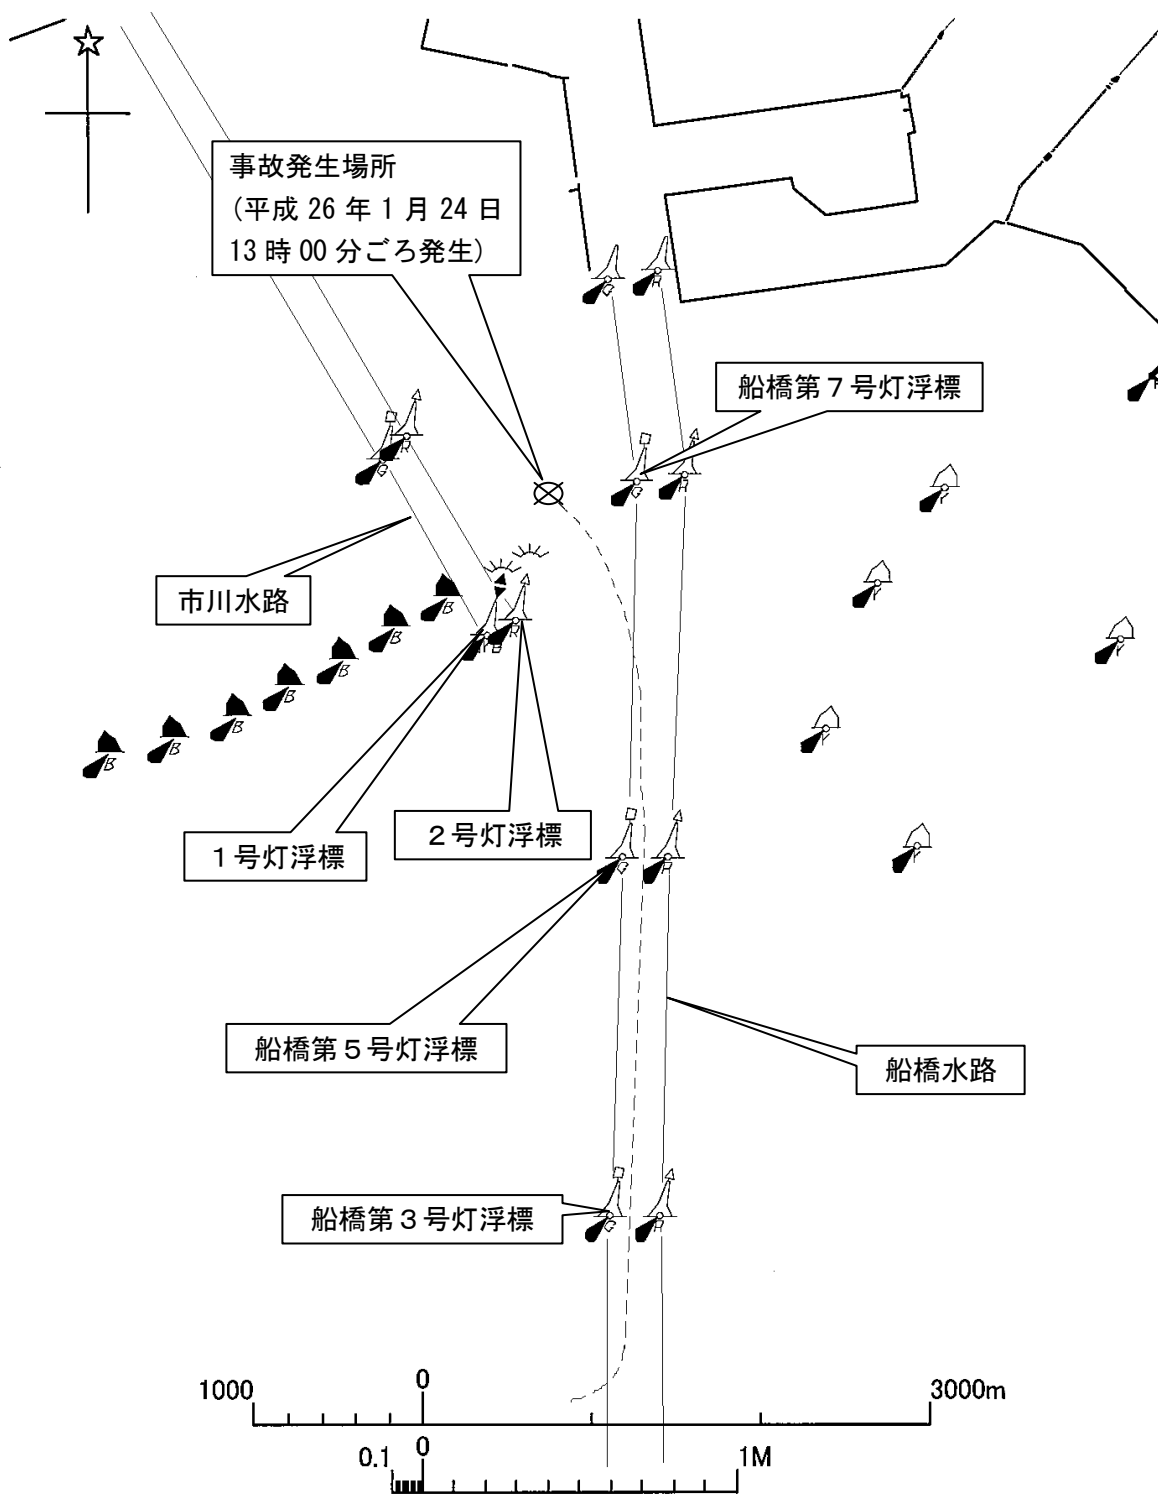 事故発生場所
(平成 26 年 1 月 24 日
13 時 00 分ごろ発生)
G
R
船橋第７号灯浮標
G
R
G
R
Y
Y
Y
Y
Y
市川水路
B
B
B
B
B
B
B
R
１号灯浮標
２号灯浮標
G
R
船橋第５号灯浮標
船橋水路
船橋第３号灯浮標
G
R
1000
0
3000m
0.1
0
1M